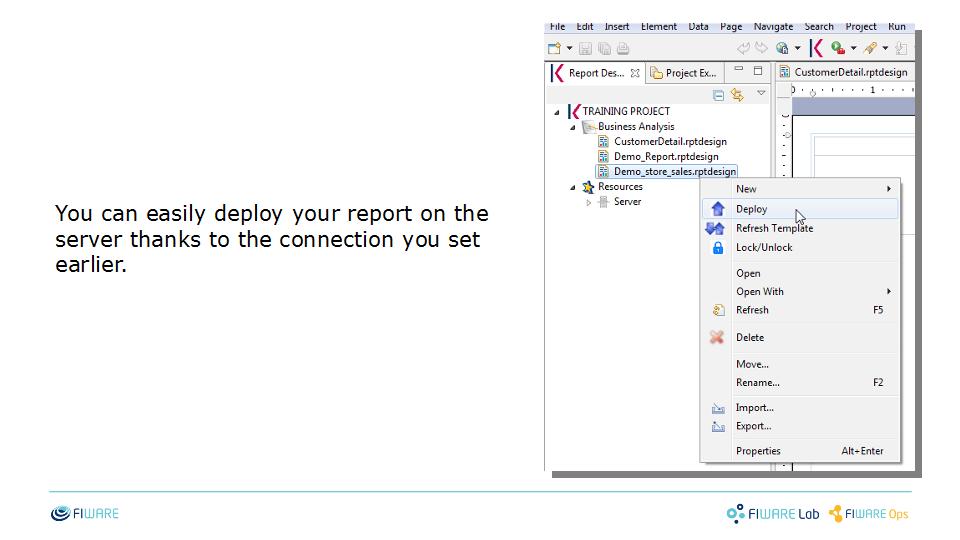 You can easily deploy your report on the
server thanks to the connection you set
earlier.
File Edit Insert Element Data Page Navigate Search Project Run
Report Des... Project Ex... CustomerDetail.rptdesign
1
TRAINING PROJECT
Business Analysis
CustomerDetail.rptdesign
Demo_Report.rptdesign
Demo_store_sales.rptdesign
Resources
Server
New
Deploy
Refresh Template
Lock/Unlock
Open
Open With
Refresh F5
Delete
Move...
Rename... F2
Import...
Export...
Properties Alt+Enter
FIWARE FIWARE Lab FIWARE Ops